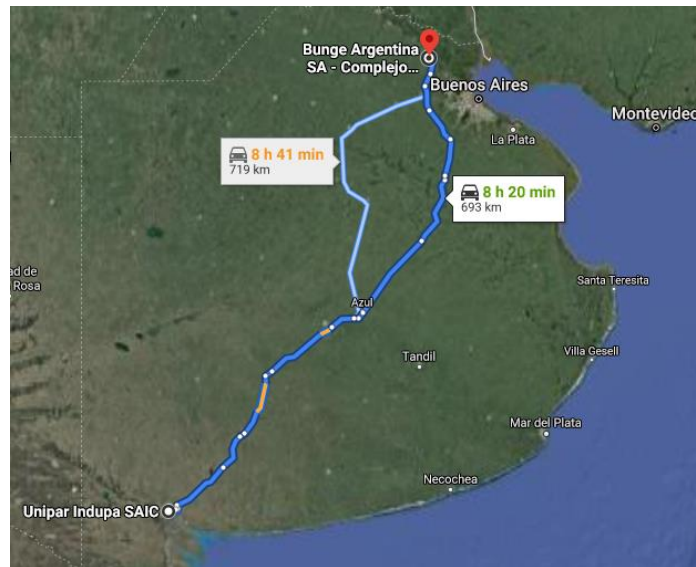 Bunge Argentina
SA - Complejo...
Buenos Aires
Montevideo
La Plata
8 h 41 min
719 km
8 h 20 min
693 km
ad de
Rosa
Santa Teresita
Azul
Tandil
Villa Gesell
Mar del Plata
Necochea
Unipar Indupa SAIC